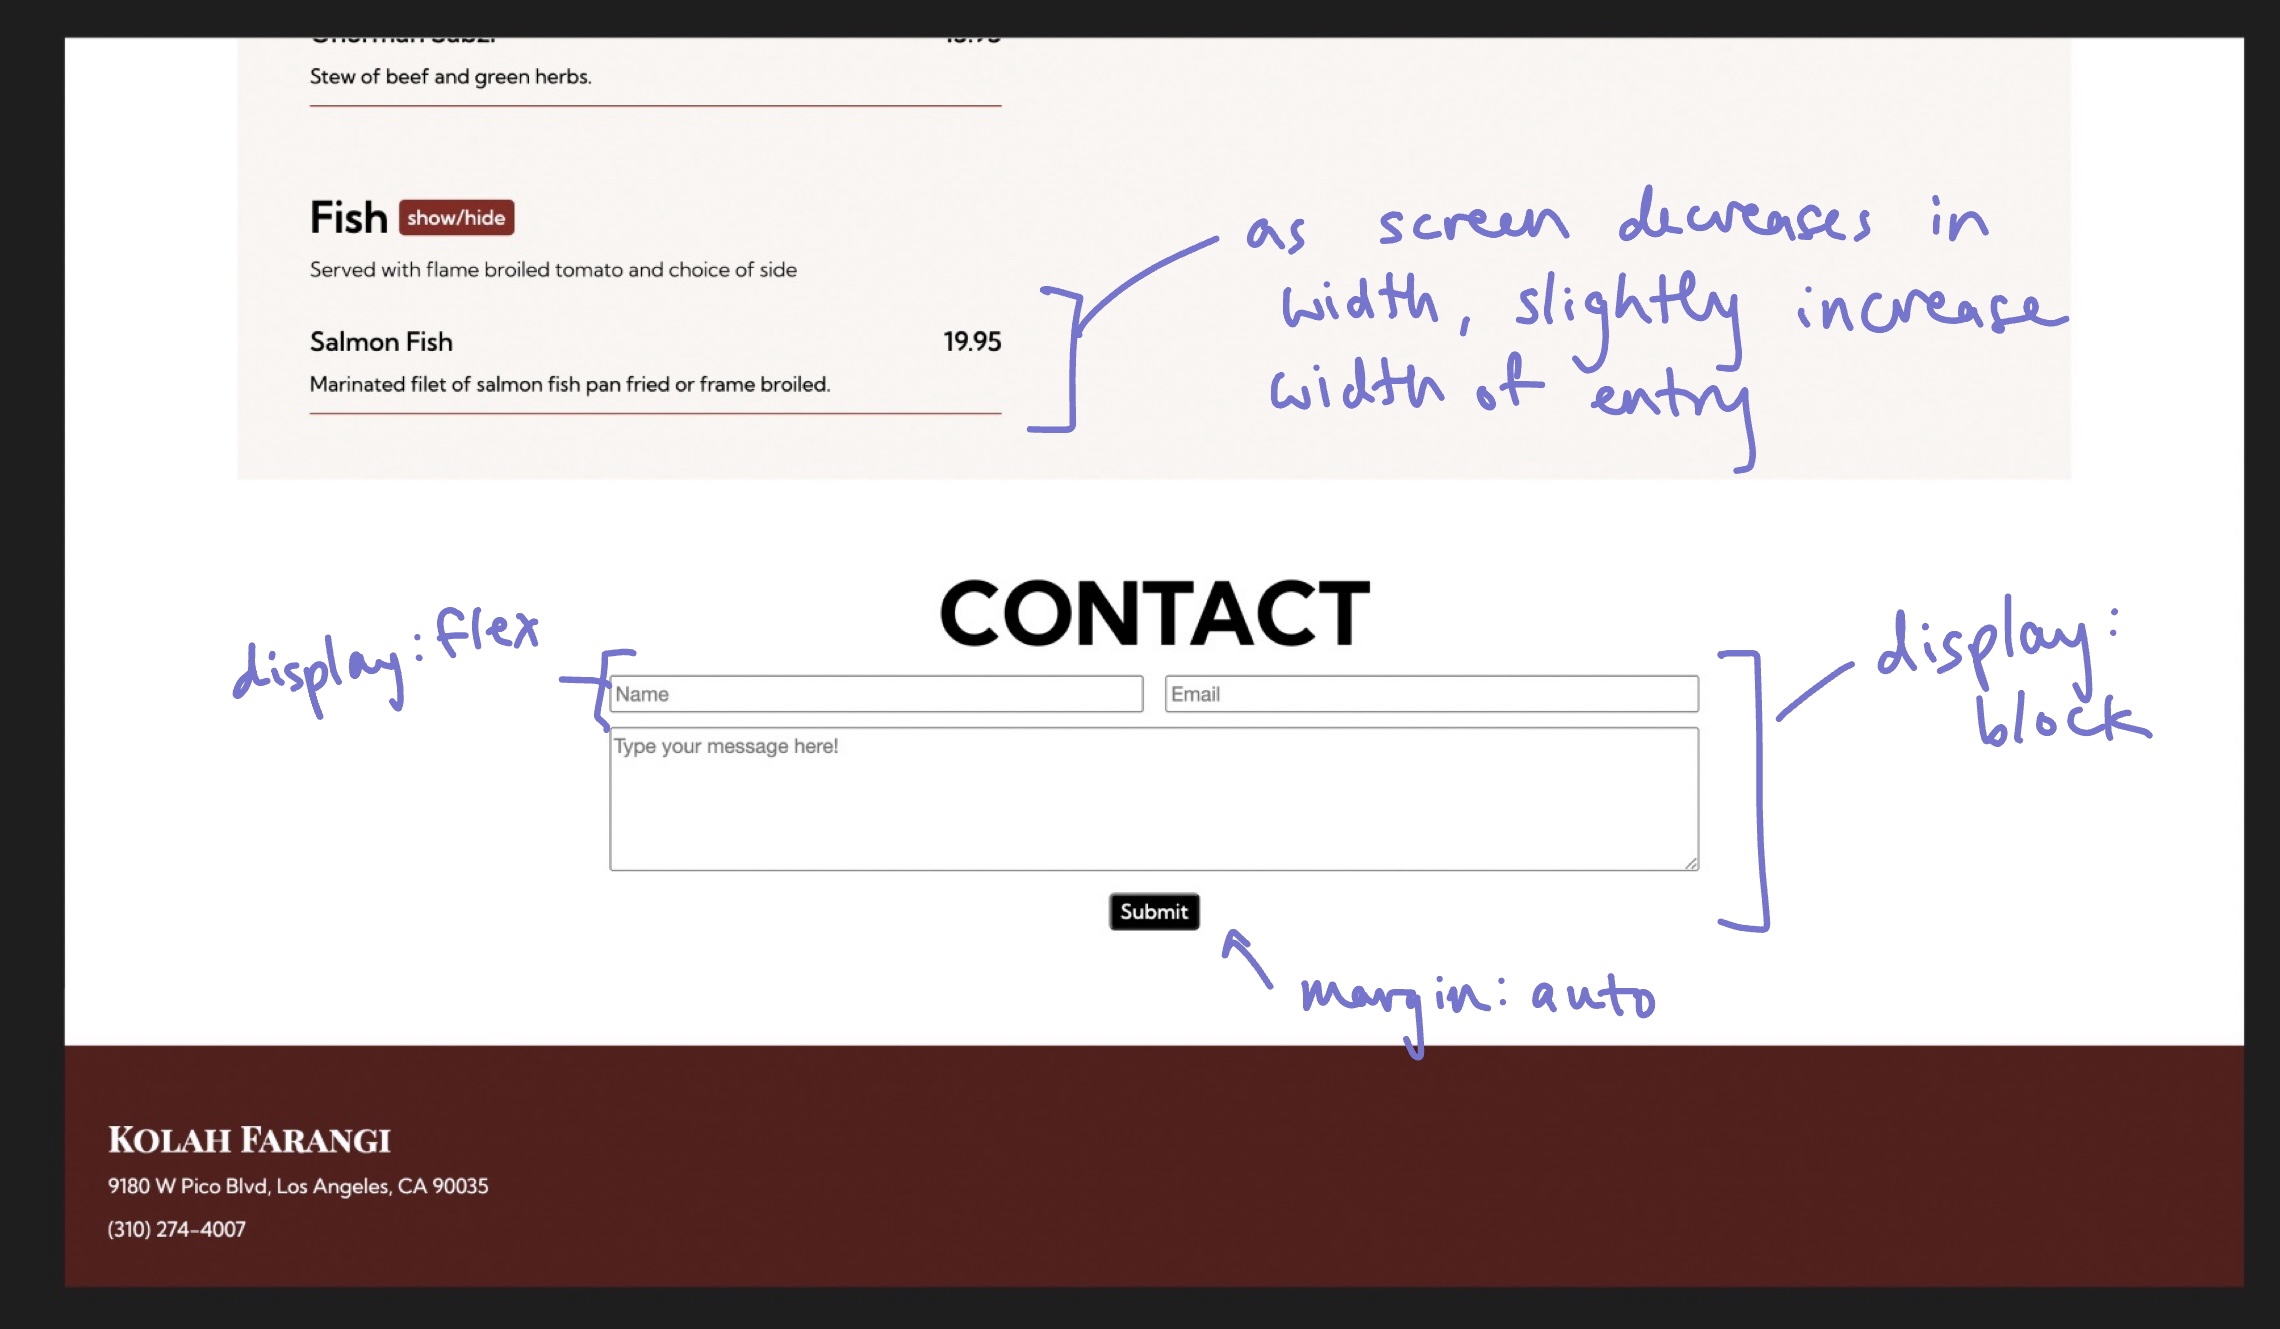 Stew of beef and green herbs.
Fish show/hide
Served with flame broiled tomato and choice of side
Salmon Fish 19.95
Marinated filet of salmon fish pan fried or frame broiled.
as screen decreases in
width, slightly increase
width of entry
CONTACT
display: flex
Name Email
Type your message here!
display:
block
Submit
margin: auto
KOLAH FARANGI
9180 W Pico Blvd, Los Angeles, CA 90035
(310) 274-4007